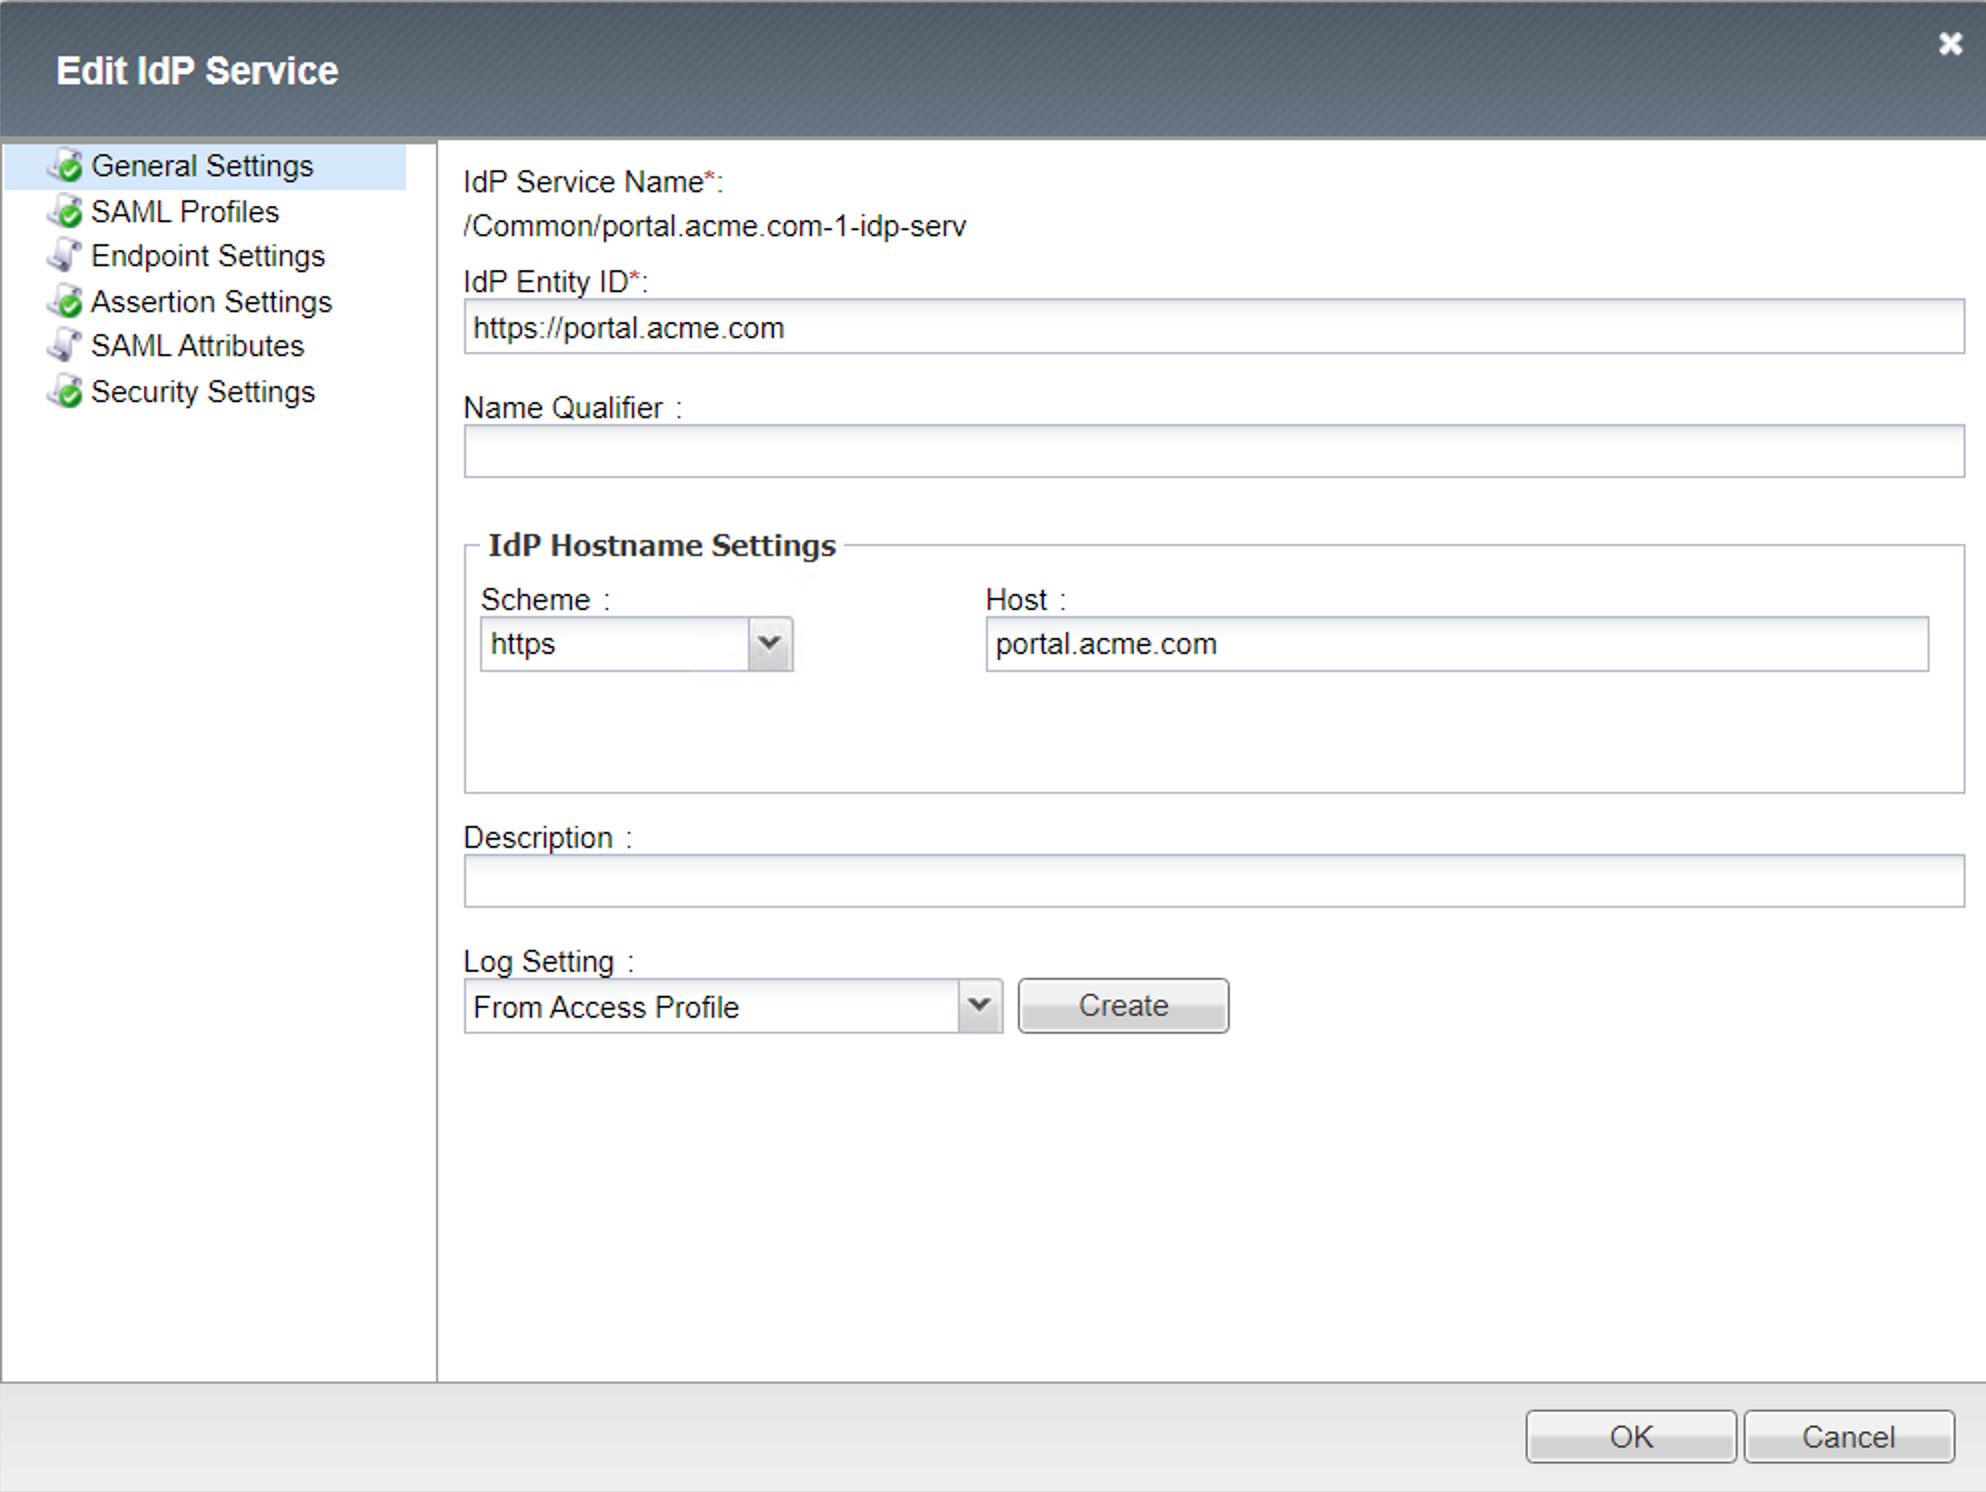 Edit IdP Service
General Settings
SAML Profiles
Endpoint Settings
Assertion Settings
SAML Attributes
Security Settings
IdP Service Name*:
/Common/portal.acme.com-1-idp-serv
IdP Entity ID*:
https://portal.acme.com
Name Qualifier :
IdP Hostname Settings
Scheme : Host :
https portal.acme.com
Description :
Log Setting :
From Access Profile Create
OK Cancel